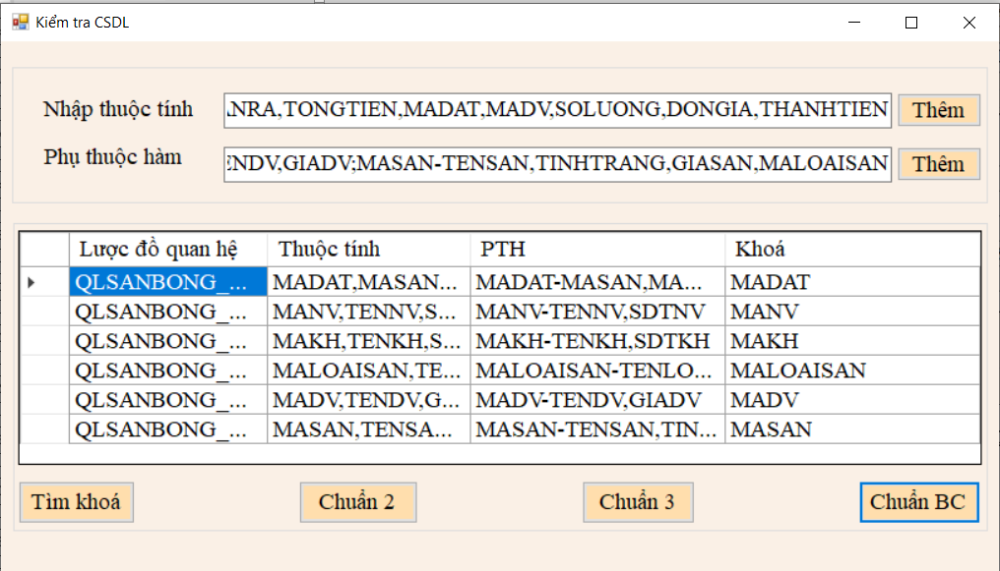 Kiểm tra CSDL
Nhập thuộc tính ANRA,TONGTIEN,MADAT,MADV,SOLUONG,DONGIA,THANHTIEN Thêm
Phụ thuộc hàm ENDV,GIADV;MASAN-TENSAN,TINHTRANG,GIASAN,MALOAISAN Thêm
Lược đồ quan hệ Thuộc tính PTH Khoá
QLSANBONG_... MADAT,MASAN... MADAT-MASAN,MA... MADAT
QLSANBONG_... MANV,TENNV,S... MANV-TENNV,SDTNV MANV
QLSANBONG_... MAKH,TENKH,S... MAKH-TENKH,SDTKH MAKH
QLSANBONG_... MALOAISAN,TE... MALOAISAN-TENLO... MALOAISAN
QLSANBONG_... MADV,TENDV,G... MADV-TENDV,GIADV MADV
QLSANBONG_... MASAN,TENSA... MASAN-TENSAN,TIN... MASAN
Tìm khoá Chuẩn 2 Chuẩn 3 Chuẩn BC